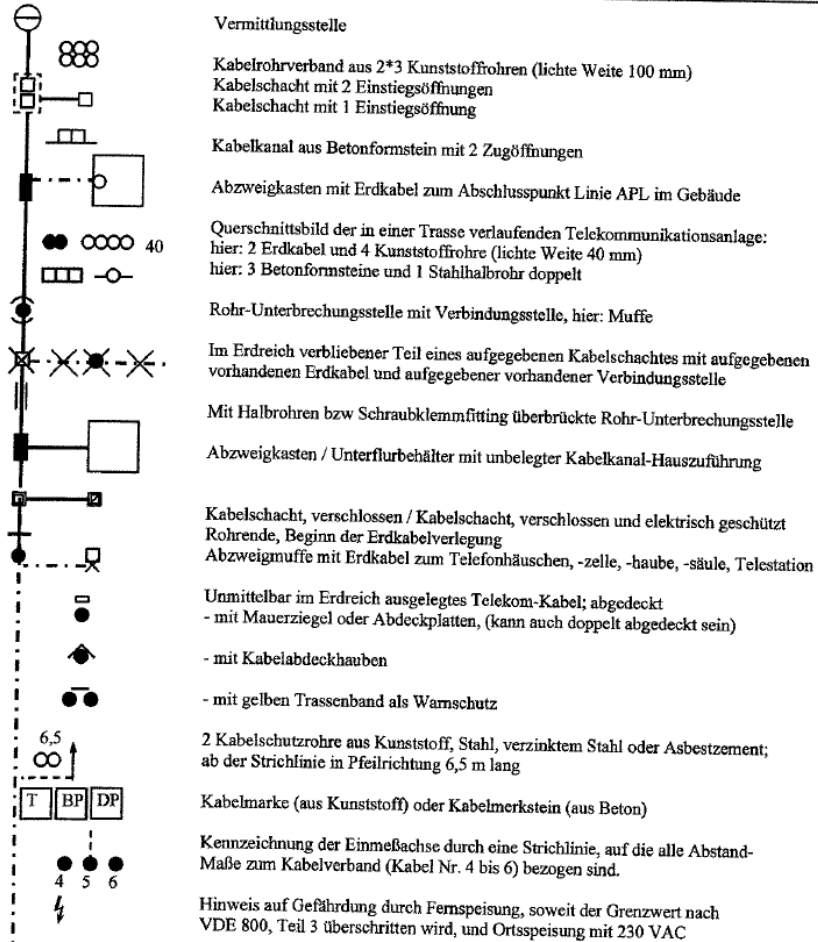 Vermittlungsstelle
Kabelrohrverband aus 2*3 Kunststoffrohren (lichte Weite 100 mm)
Kabelschacht mit 2 Einstiegsöffnungen
Kabelschacht mit 1 Einstiegsöffnung
Kabelkanal aus Betonformstein mit 2 Zugöffnungen
Abzweigkasten mit Erdkabel zum Abschlusspunkt Linie APL im Gebäude
Querschnittsbild der in einer Trasse verlaufenden Telekommunikationsanlage:
40 hier: 2 Erdkabel und 4 Kunststoffrohre (lichte Weite 40 mm)
hier: 3 Betonformsteine und 1 Stahlhalbrohr doppelt
Rohr-Unterbrechungsstelle mit Verbindungsstelle, hier: Muffe
Im Erdreich verbliebener Teil eines aufgegebenen Kabelschachtes mit aufgegebenen
vorhandenen Erdkabel und aufgegebener vorhandener Verbindungsstelle
Mit Halbrohren bzw Schraubklemmfitting überbrückte Rohr-Unterbrechungsstelle
Abzweigkasten / Unterflurbehälter mit unbelegter Kabelkanal-Hauszuführung
Kabelschacht, verschlossen / Kabelschacht, verschlossen und elektrisch geschützt
Rohrende, Beginn der Erdkabelverlegung
Abzweigmuffe mit Erdkabel zum Telefonhäuschen, -zelle, -haube, -säule, Telestation
Unmittelbar im Erdreich ausgelegtes Telekom-Kabel; abgedeckt
- mit Mauerziegel oder Abdeckplatten, (kann auch doppelt abgedeckt sein)
- mit Kabelabdeckhauben
- mit gelben Trassenband als Warnschutz
6,5 2 Kabelschutzrohre aus Kunststoff, Stahl, verzinktem Stahl oder Asbestzement;
ab der Strichlinie in Pfeilrichtung 6,5 m lang
T BP DP Kabelmarke (aus Kunststoff) oder Kabelmerkstein (aus Beton)
Kennzeichnung der Einmeßachse durch eine Strichlinie, auf die alle Abstand-
Maße zum Kabelverband (Kabel Nr. 4 bis 6) bezogen sind.
4 5 6
Hinweis auf Gefährdung durch Fernspeisung, soweit der Grenzwert nach
VDE 800, Teil 3 überschritten wird, und Ortsspeisung mit 230 VAC